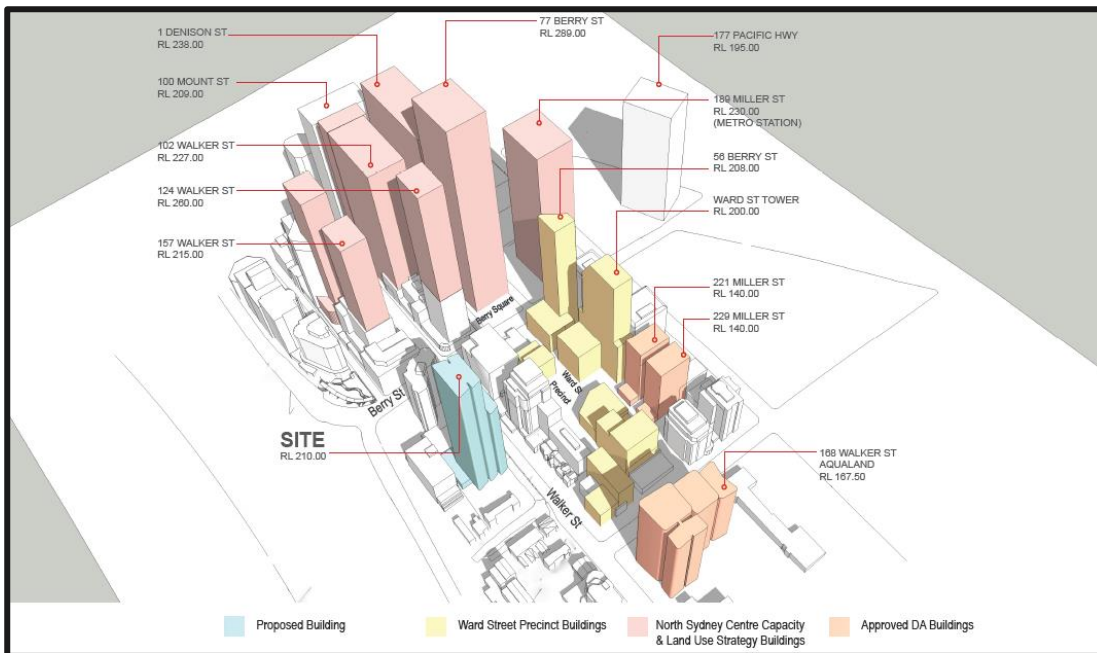 77 BERRY ST
RL 289.00
1 DENISON ST
RL 238.00
177 PACIFIC HWY
RL 195.00
100 MOUNT ST
RL 209.00
189 MILLER ST
RL 230.00
(METRO STATION)
102 WALKER ST
RL 227.00
56 BERRY ST
RL 208.00
124 WALKER ST
RL 260.00
WARD ST TOWER
RL 200.00
157 WALKER ST
RL 215.00
221 MILLER ST
RL 140.00
229 MILLER ST
RL 140.00
Berry Square
Ward St
Precinct
Berry St
SITE
RL 210.00
168 WALKER ST
AQUALAND
RL 167.50
Walker St
Proposed Building
Ward Street Precinct Buildings
North Sydney Centre Capacity
& Land Use Strategy Buildings
Approved DA Buildings